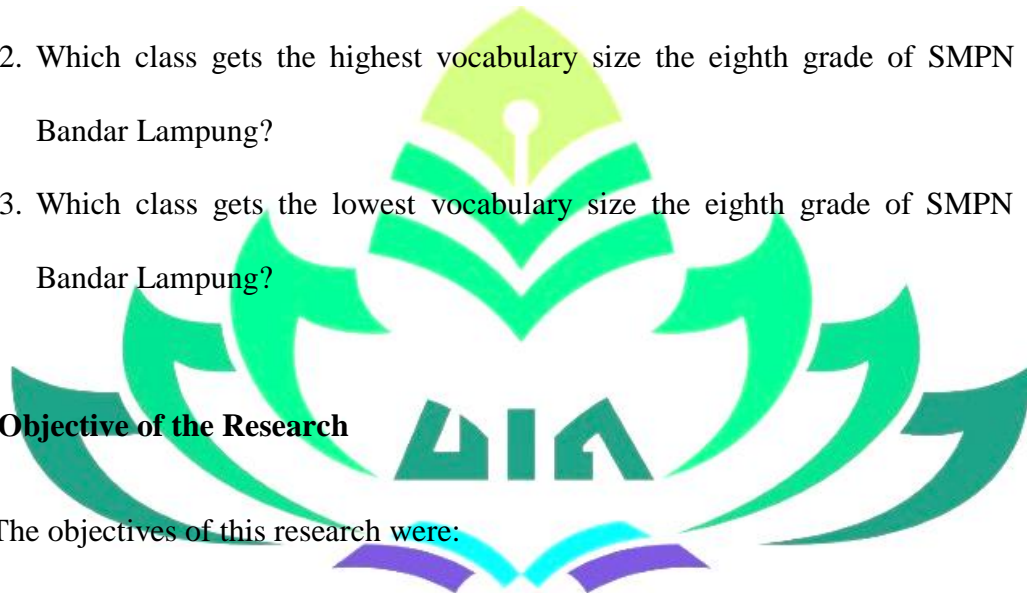 2. Which class gets the highest vocabulary size the eighth grade of SMPN
Bandar Lampung?
3. Which class gets the lowest vocabulary size the eighth grade of SMPN
Bandar Lampung?
Objective of the Research
UIN
The objectives of this research were: